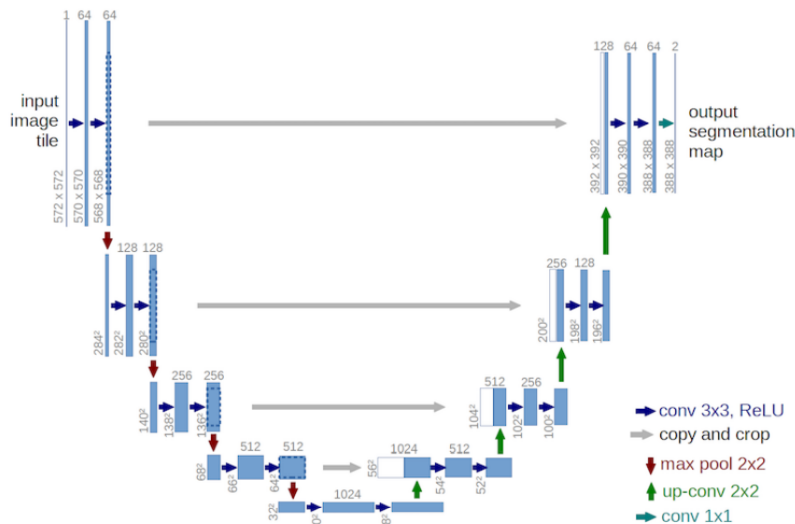 1 64 64
input
image
tile
572 x 572
570 x 570
568 x 568
128 64 64 2
output
segmentation
map
392 x 392
390 x 390
388 x 388
388 x 388
128 128
284²
282²
280²
256 128
200²
198²
196²
256 256
140²
138²
136²
512 256
104²
102²
100²
512 512
68²
66²
64²
1024 512
56²
54²
52²
1024
32²
conv 3x3, ReLU
copy and crop
max pool 2x2
up-conv 2x2
conv 1x1